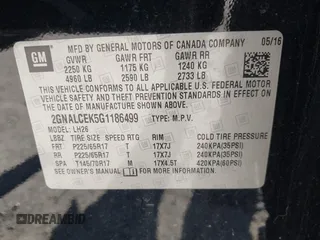 GM
MFD BY GENERAL MOTORS OF CANADA COMPANY 05/16
GVWR GAWR FRT GAWR RR
2250 KG 1175 KG 1240 KG
4960 LB 2590 LB 2733 LB
THIS VEHICLE CONFORMS TO ALL APPLICABLE U.S. FEDERAL MOTOR
VEHICLE SAFETY AND THEFT PREVENTION STANDARDS IN EFFECT ON THE
DATE OF MANUFACTURE SHOWN ABOVE.
2GNALCEK5G1186499 TYPE: M.P.V.
MODEL: LH26
TIRE SIZE SPEED RTG RIM COLD TIRE PRESSURE
FRT P225/65R17 T 17X7J 240KPA(35PSI)
RR P225/65R17 T 17X7J 240KPA(35PSI)
SPA T145/70R17 M 17X4.5T 420KPA(60PSI)
SEE OWNER'S MANUAL FOR MORE INFORMATION.
DREAMBID